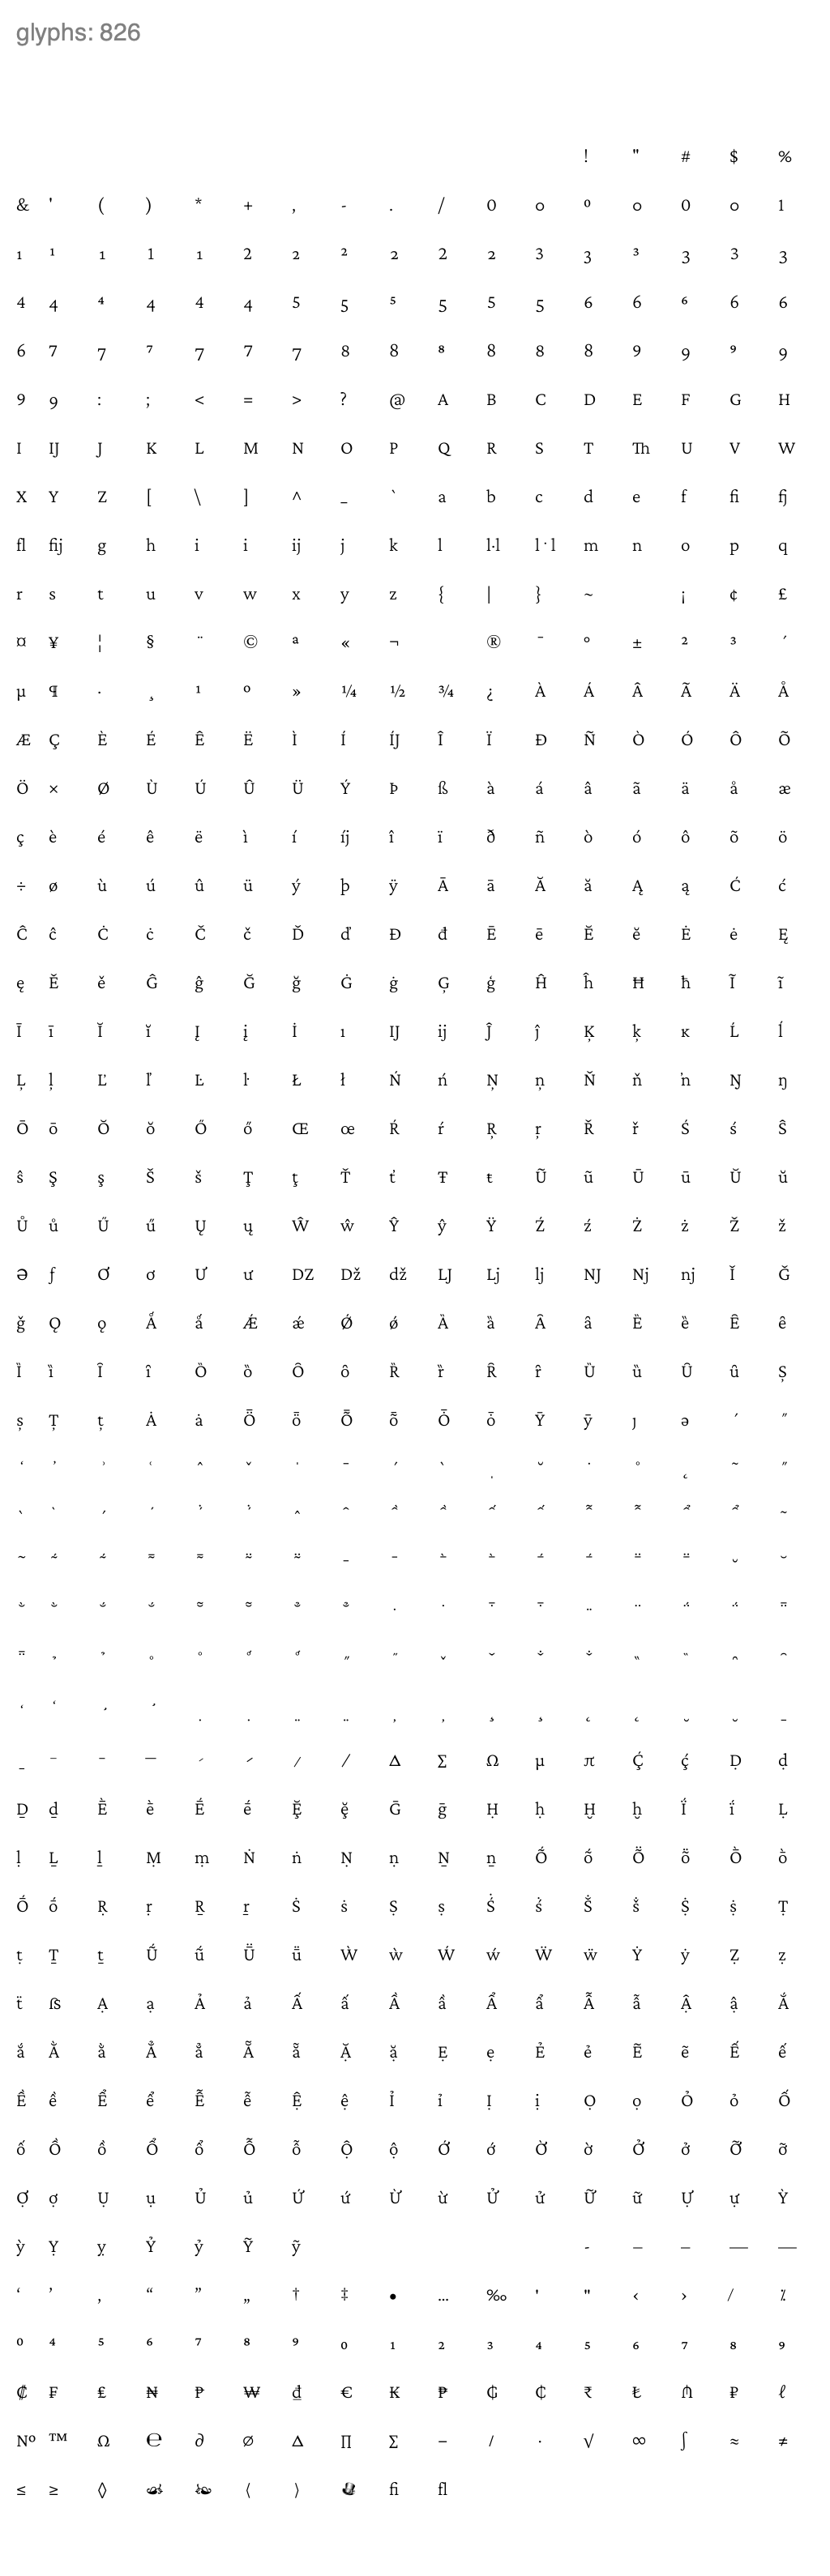 glyphs: 826
! " # $ %
& ' ( ) * + , - . / 0 0 º 0 0 0 1
1 ¹ 1 1 1 2 2 ² 2 2 2 3 3 ³ 3 3 3
4 4 ⁴ 4 4 4 5 5 ⁵ 5 5 5 6 6 ⁶ 6 6
6 7 7 ⁷ 7 7 7 8 8 ⁸ 8 8 8 9 9 ⁹ 9
9 9 : ; < = > ? @ A B C D E F G H
I IJ J K L M N O P Q R S T Th U V W
X Y Z [ \ ] ^ _ ` a b c d e f fi fj
fl fij g h i i ij j k l l·l l·l m n o p q
r s t u v w x y z { | } ~ ¡ ¢ £
¤ ¥ ¦ § ¨ © ª « ¬ ® ¯ ° ± ² ³ ´
µ ¶ · ¸ ¹ º » ¼ ½ ¾ ¿ À Á Â Ã Ä Å
Æ Ç È É Ê Ë Ì Í ÍJ Î Ï Ð Ñ Ò Ó Ô Õ
Ö × Ø Ù Ú Û Ü Ý Þ ß à á â ã ä å æ
ç è é ê ë ì í íj î ï ð ñ ò ó ô õ ö
÷ ø ù ú û ü ý þ ÿ Ā ā Ă ă Ą ą Ć ć
Ĉ ĉ Ċ ċ Č č Ď ď Đ đ Ē ē Ĕ ĕ Ė ė Ę
ę Ě ě Ĝ ĝ Ğ ğ Ġ ġ Ģ ģ Ĥ ĥ Ħ ħ Ĩ ĩ
Ī ī Ĭ ĭ Į į İ ı IJ ij Ĵ ĵ Ķ ķ ĸ Ĺ ĺ
Ļ ļ Ľ ľ Ŀ ŀ Ł ł Ń ń Ņ ņ Ň ň ŉ Ŋ ŋ
Ō ō Ŏ ŏ Ő ő Œ œ Ŕ ŕ Ŗ ŗ Ř ř Ś ś Ŝ
ŝ Ş ş Š š Ţ ţ Ť ť Ŧ ŧ Ũ ũ Ū ū Ŭ ŭ
Ů ů Ű ű Ų ų Ŵ ŵ Ŷ ŷ Ÿ Ź ź Ż ż Ž ž
Ə ƒ Ơ ơ Ư ư DZ Dž dž LJ Lj lj NJ Nj nj Ǐ Ǧ
ǧ Ǫ ǫ Ǻ ǻ Ǽ ǽ Ǿ ǿ Ȁ ȁ Ȃ ȃ Ȅ ȅ Ȇ ȇ
Ȉ ȉ Ȋ ȋ Ȍ ȍ Ȏ ȏ Ȑ ȑ Ȓ ȓ Ȕ ȕ Ȗ ȗ Ș
ș Ț ț Ȧ ȧ Ȫ ȫ Ȭ ȭ Ȱ ȱ Ȳ ȳ ȷ ə ʹ ʺ
∆ ∑ Ω µ π Ḉ ḉ Ḍ ḍ
Ḏ ḏ Ḕ ḕ Ḗ ḗ Ḝ ḝ Ḡ ḡ Ḥ ḥ Ḫ ḫ Ḯ ḯ Ḷ
ḷ Ḻ ḻ Ṃ ṃ Ṅ ṅ Ṇ ṇ Ṉ ṉ Ṍ ṍ Ṏ ṏ Ṑ ṑ
Ṓ ṓ Ṛ ṛ Ṟ ṟ Ṡ ṡ Ṣ ṣ Ṥ ṥ Ṧ ṧ Ṩ ṩ Ṭ
ṭ Ṯ ṯ Ṹ ṹ Ṻ ṻ Ẁ ẁ Ẃ ẃ Ẅ ẅ Ẏ ẏ Ẓ ẓ
ẗ ẞ Ạ ạ Ả ả Ấ ấ Ầ ầ Ẩ ẩ Ẫ ẫ Ậ ậ Ắ
ắ Ằ ằ Ẳ ẳ Ẵ ẵ Ặ ặ Ẹ ẹ Ẻ ẻ Ẽ ẽ Ế ế
Ề ề Ể ể Ễ ễ Ệ ệ Ỉ ỉ Ị ị Ọ ọ Ỏ ỏ Ố
ố Ồ ồ Ổ ổ Ỗ ỗ Ộ ộ Ớ ớ Ờ ờ Ở ở Ỡ ỡ
Ợ ợ Ụ ụ Ủ ủ Ứ ứ Ừ ừ Ử ử Ữ ữ Ự ự Ỳ
ỳ Ỵ ỵ Ỷ ỷ Ỹ ỹ ‐ – – — —
‘ ’ ‚ “ ” „ † ‡ • … ‰ ' " ‹ › / ⁒
⁰ ⁴ ⁵ ⁶ ⁷ ⁸ ⁹ ₀ ₁ ₂ ₃ ₄ ₅ ₆ ₇ ₈ ₉
₡ ₣ ₤ ₦ ₱ ₩ ₫ € ₭ ₱ ₲ ₵ ₹ ₺ ₼ ₽ ℓ
№ ™ Ω ℮ ∂ ∅ ∆ ∏ ∑ − ∕ ∙ √ ∞ ∫ ≈ ≠
≤ ≥ ◊ ☙ ❧ ⟨ ⟩ fi fl